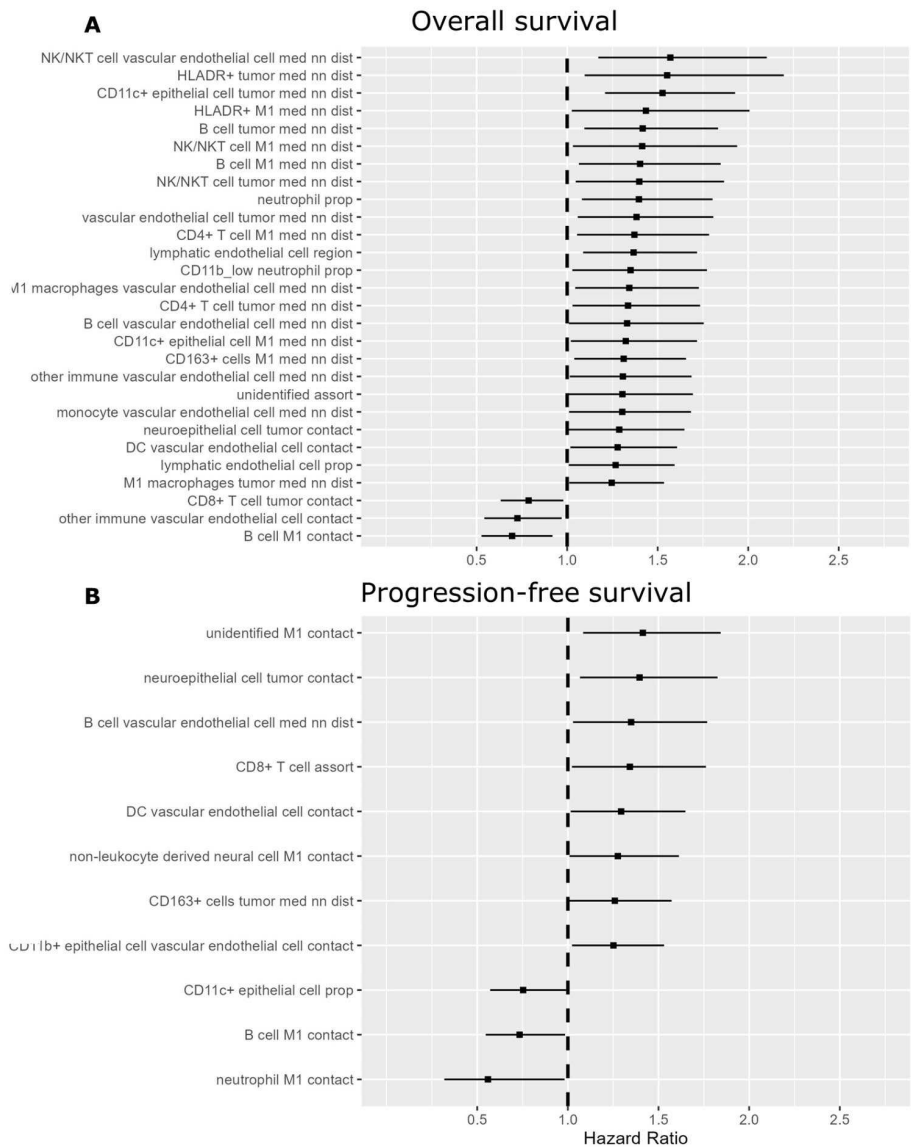 A
Overall survival
NK/NKT cell vascular endothelial cell med nn dist
HLADR+ tumor med nn dist
CD11c+ epithelial cell tumor med nn dist
HLADR+ M1 med nn dist
B cell tumor med nn dist
NK/NKT cell M1 med nn dist
B cell M1 med nn dist
NK/NKT cell tumor med nn dist
neutrophil prop
vascular endothelial cell tumor med nn dist
CD4+ T cell M1 med nn dist
lymphatic endothelial cell region
CD11b_low neutrophil prop
M1 macrophages vascular endothelial cell med nn dist
CD4+ T cell tumor med nn dist
B cell vascular endothelial cell med nn dist
CD11c+ epithelial cell M1 med nn dist
CD163+ cells M1 med nn dist
other immune vascular endothelial cell med nn dist
unidentified assort
monocyte vascular endothelial cell med nn dist
neuroepithelial cell tumor contact
DC vascular endothelial cell contact
lymphatic endothelial cell prop
M1 macrophages tumor med nn dist
CD8+ T cell tumor contact
other immune vascular endothelial cell contact
B cell M1 contact
0.5 1.0 1.5 2.0 2.5
B
Progression-free survival
unidentified M1 contact
neuroepithelial cell tumor contact
B cell vascular endothelial cell med nn dist
CD8+ T cell assort
DC vascular endothelial cell contact
non-leukocyte derived neural cell M1 contact
CD163+ cells tumor med nn dist
CD11b+ epithelial cell vascular endothelial cell contact
CD11c+ epithelial cell prop
B cell M1 contact
neutrophil M1 contact
0.5 1.0 1.5 2.0 2.5
Hazard Ratio